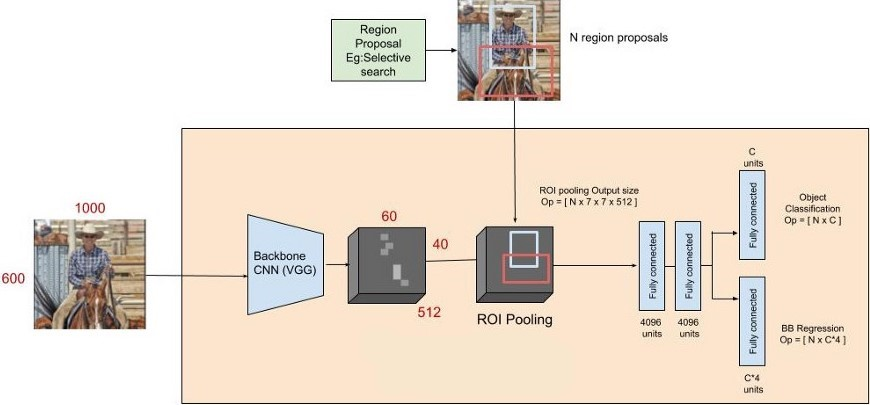 Region
Proposal
Eg:Selective
search
N region proposals
1000
600
Backbone
CNN (VGG)
60
40
512
ROI Pooling
ROI pooling Output size
Op = [ N x 7 x 7 x 512 ]
Fully connected
4096
units
Fully connected
4096
units
C
units
Fully connected
Object
Classification
Op = [ N x C ]
Fully connected
C*4
units
BB Regression
Op = [ N x C*4 ]